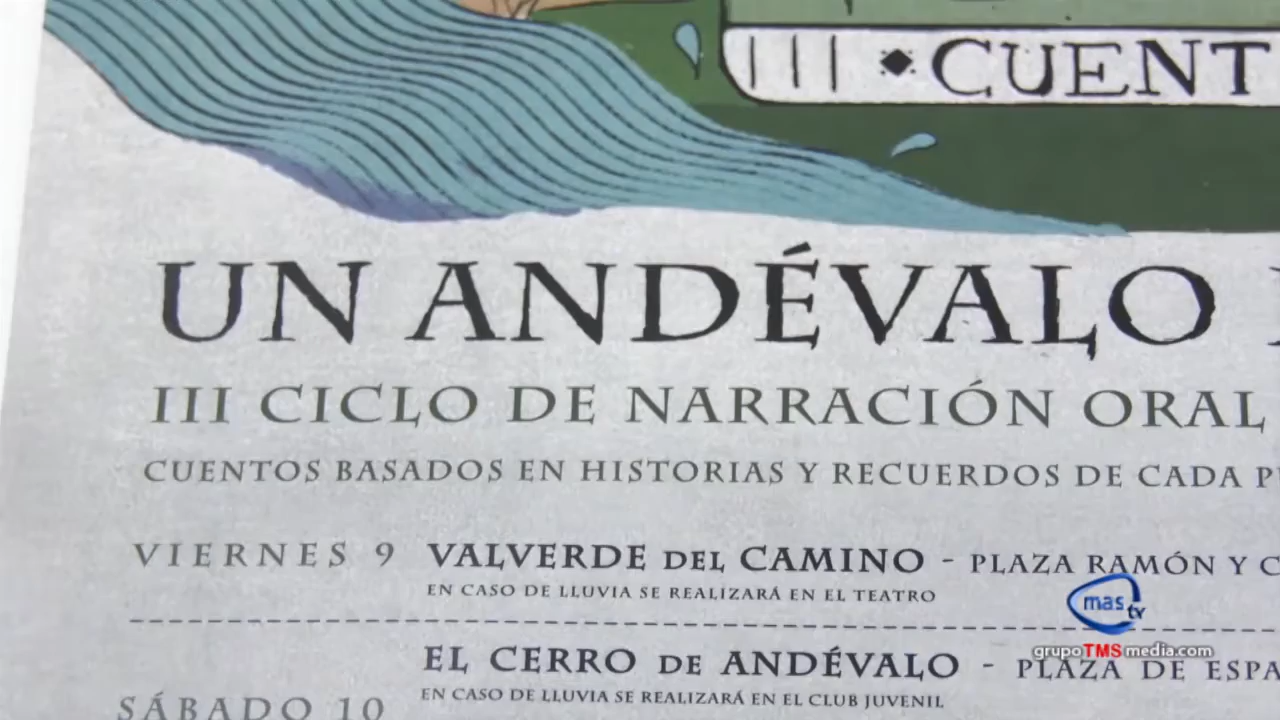 III ◆ CUENT
UN ANDÉVALO
III CICLO DE NARRACIÓN ORAL
CUENTOS BASADOS EN HISTORIAS Y RECUERDOS DE CADA P
VIERNES 9 VALVERDE DEL CAMINO - PLAZA RAMÓN Y C
EN CASO DE LLUVIA SE REALIZARÁ EN EL TEATRO
mas tv
grupoTMSmedia.com
EL CERRO DE ANDÉVALO - PLAZA DE ESPA
EN CASO DE LLUVIA SE REALIZARÁ EN EL CLUB JUVENIL
SÁBADO 10